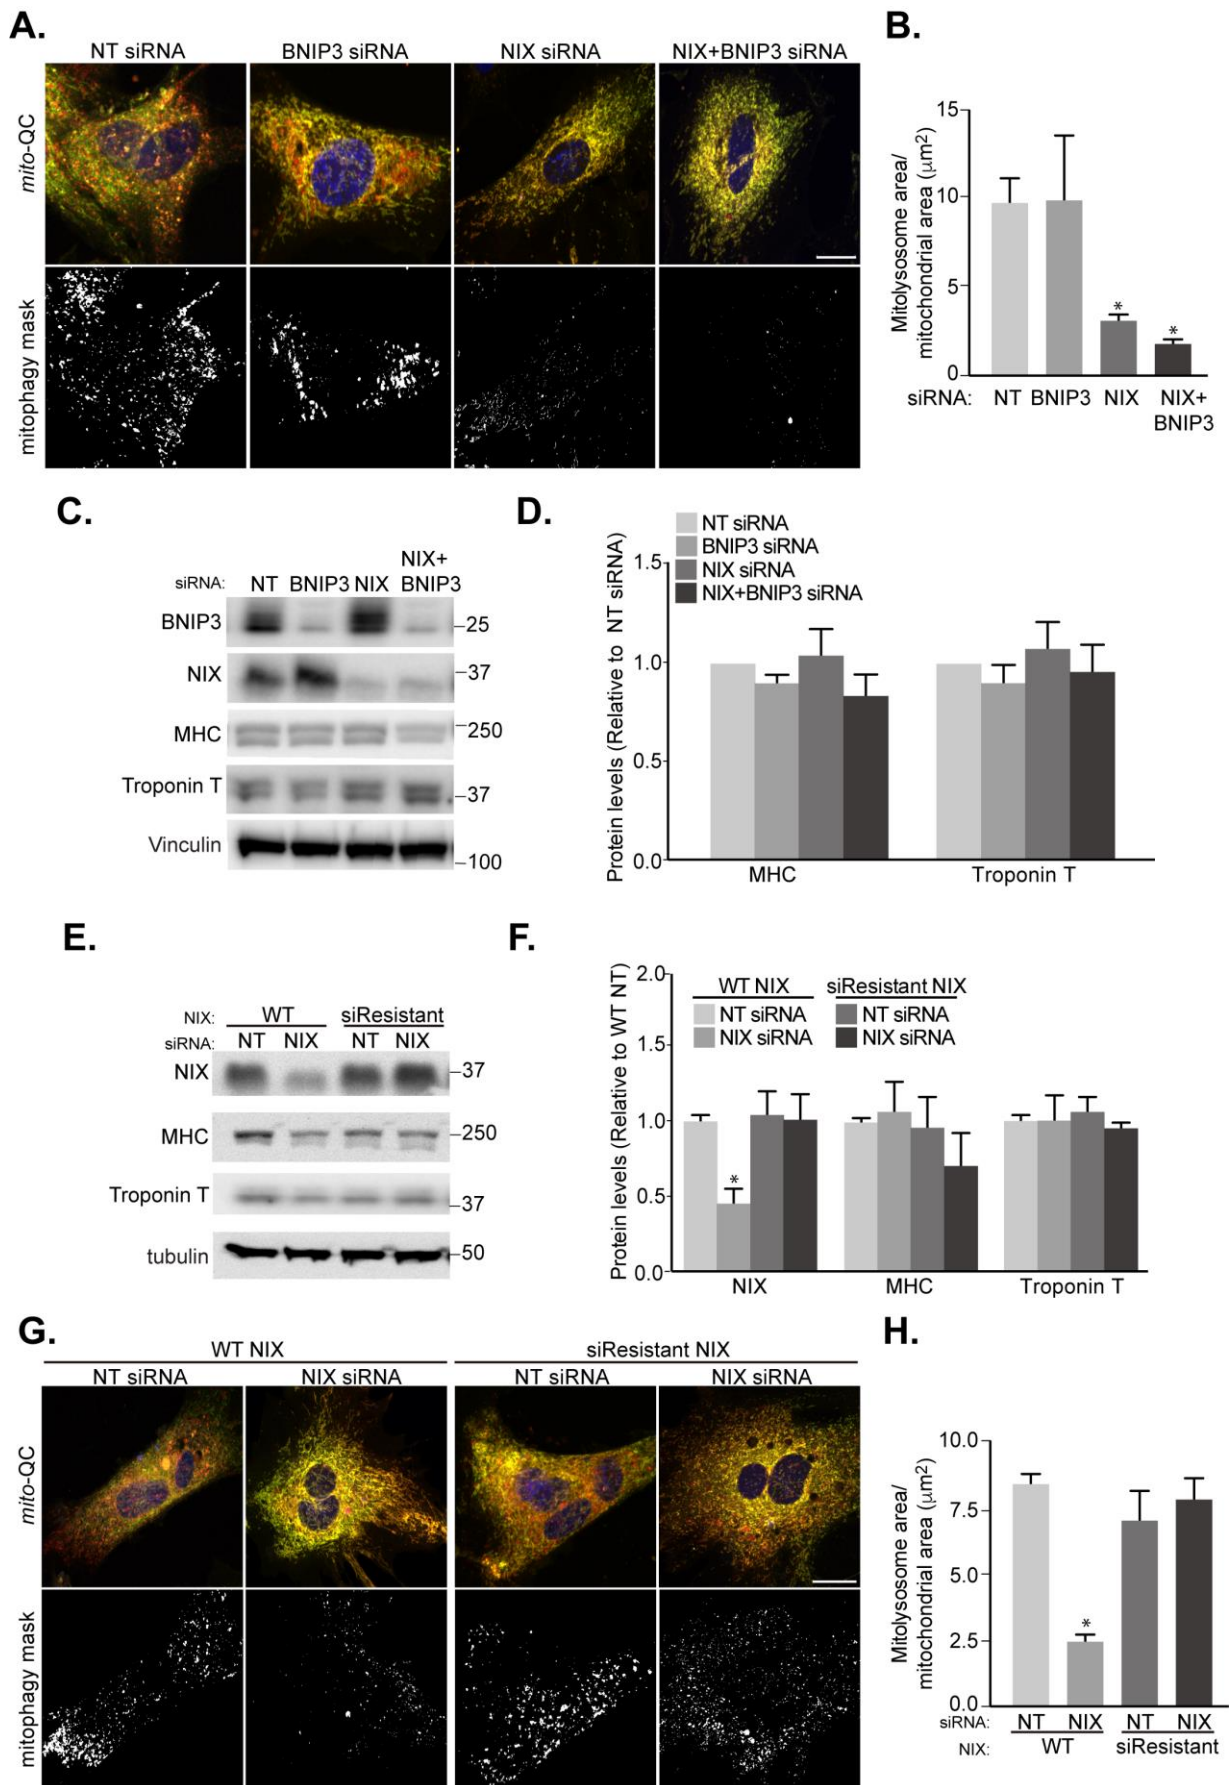 A.
NT siRNA BNIP3 siRNA NIX siRNA NIX+BNIP3 siRNA
mito-QC
mitophagy mask
B.
Mitolysosome area/
mitochondrial area (μm2)
15
10
5
0
siRNA: NT BNIP3 NIX NIX+
BNIP3
C.
NIX+
siRNA: NT BNIP3 NIX BNIP3
BNIP3
25
NIX
37
MHC
250
Troponin T
37
Vinculin
100
D.
NT siRNA
BNIP3 siRNA
NIX siRNA
NIX+BNIP3 siRNA
Protein levels (Relative to NT siRNA)
1.5
1.0
0.5
0.0
MHC Troponin T
E.
NIX: WT siResistant
siRNA: NT NIX NT NIX
NIX
37
MHC
250
Troponin T
37
tubulin
50
F.
Protein levels (Relative to WT NT)
2.0
1.5
1.0
0.5
0.0
WT NIX siResistant NIX
NT siRNA NT siRNA
NIX siRNA NIX siRNA
*
NIX MHC Troponin T
G.
WT NIX siResistant NIX
NT siRNA NIX siRNA NT siRNA NIX siRNA
mito-QC
mitophagy mask
H.
Mitolysosome area/
mitochondrial area (μm2)
10.0
7.5
5.0
2.5
0.0
siRNA: NT NIX NT NIX
NIX: WT siResistant